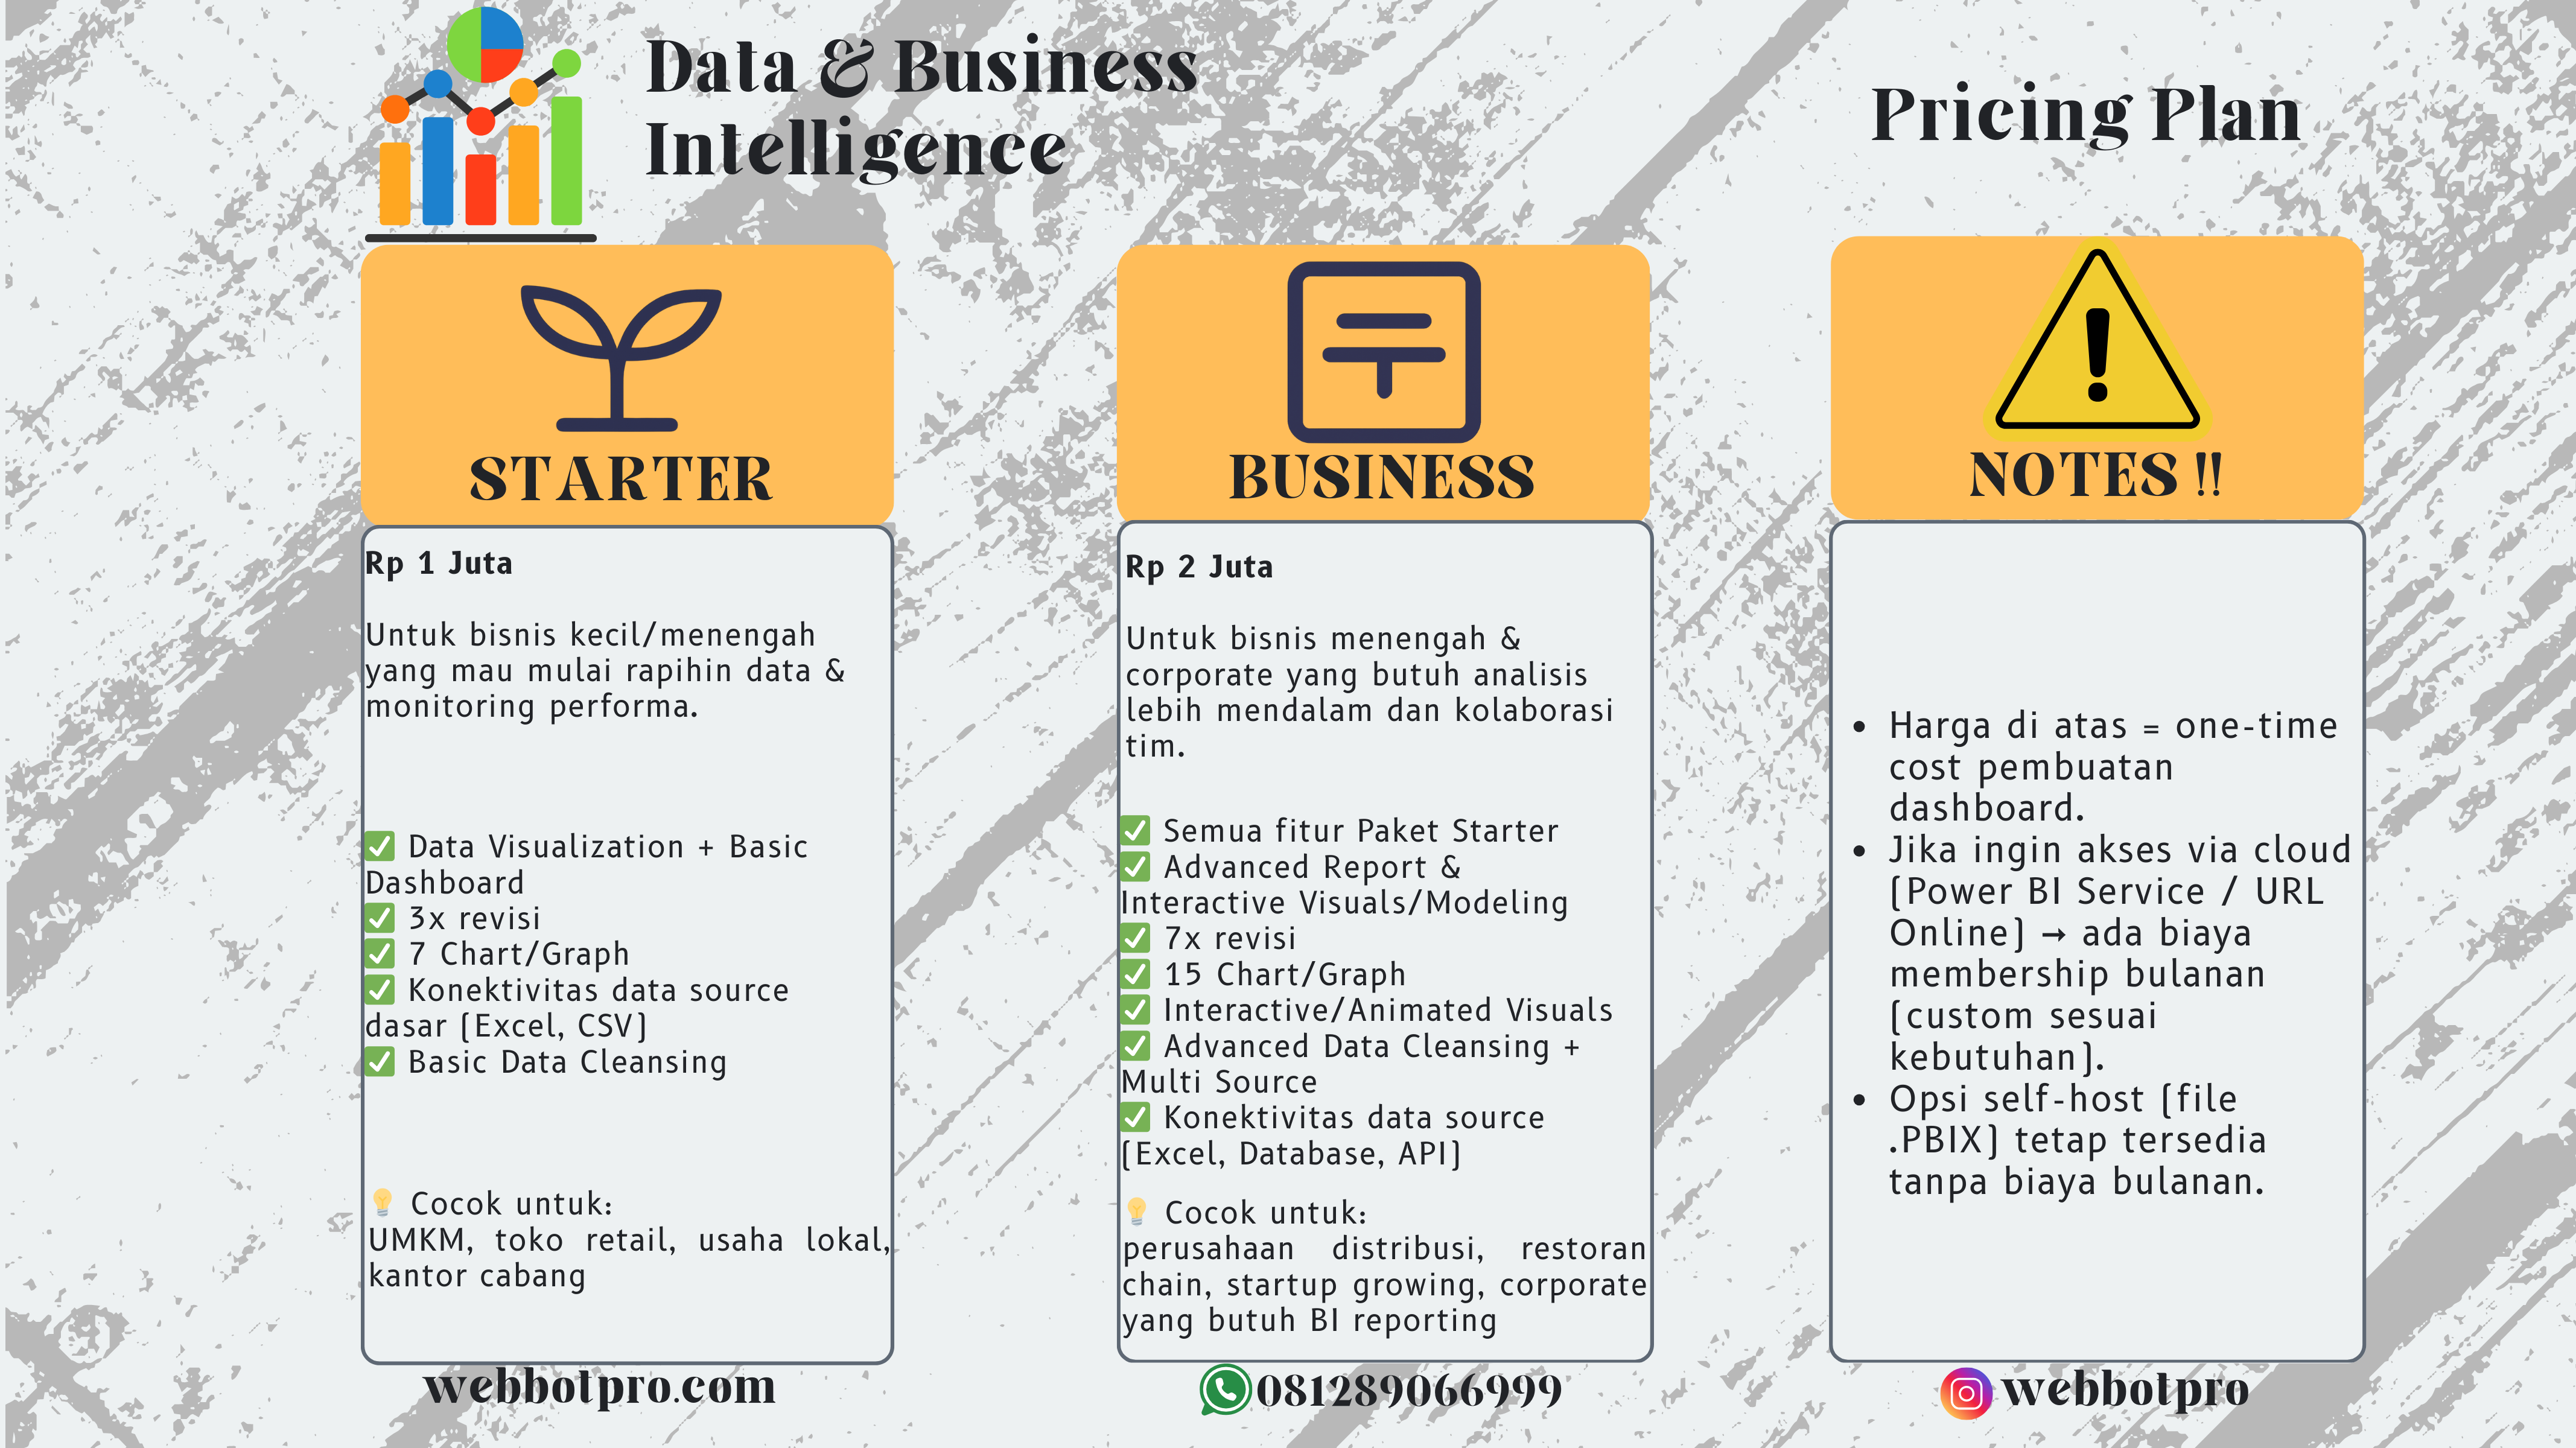 Data & Business
Intelligence
Pricing Plan
STARTER
Rp 1 Juta
Untuk bisnis kecil/menengah
yang mau mulai rapihin data &
monitoring performa.
✅ Data Visualization + Basic
Dashboard
✅ 3x revisi
✅ 7 Chart/Graph
✅ Konektivitas data source
dasar (Excel, CSV)
✅ Basic Data Cleansing
💡 Cocok untuk:
UMKM, toko retail, usaha lokal,
kantor cabang
BUSINESS
Rp 2 Juta
Untuk bisnis menengah &
corporate yang butuh analisis
lebih mendalam dan kolaborasi
tim.
✅ Semua fitur Paket Starter
✅ Advanced Report &
Interactive Visuals/Modeling
✅ 7x revisi
✅ 15 Chart/Graph
✅ Interactive/Animated Visuals
✅ Advanced Data Cleansing +
Multi Source
✅ Konektivitas data source
(Excel, Database, API)
💡 Cocok untuk:
perusahaan distribusi, restoran
chain, startup growing, corporate
yang butuh BI reporting
NOTES !!
• Harga di atas = one-time
cost pembuatan
dashboard.
• Jika ingin akses via cloud
(Power BI Service / URL
Online) → ada biaya
membership bulanan
(custom sesuai
kebutuhan).
• Opsi self-host (file
.PBIX) tetap tersedia
tanpa biaya bulanan.
webbotpro.com
081289066999
webbotpro